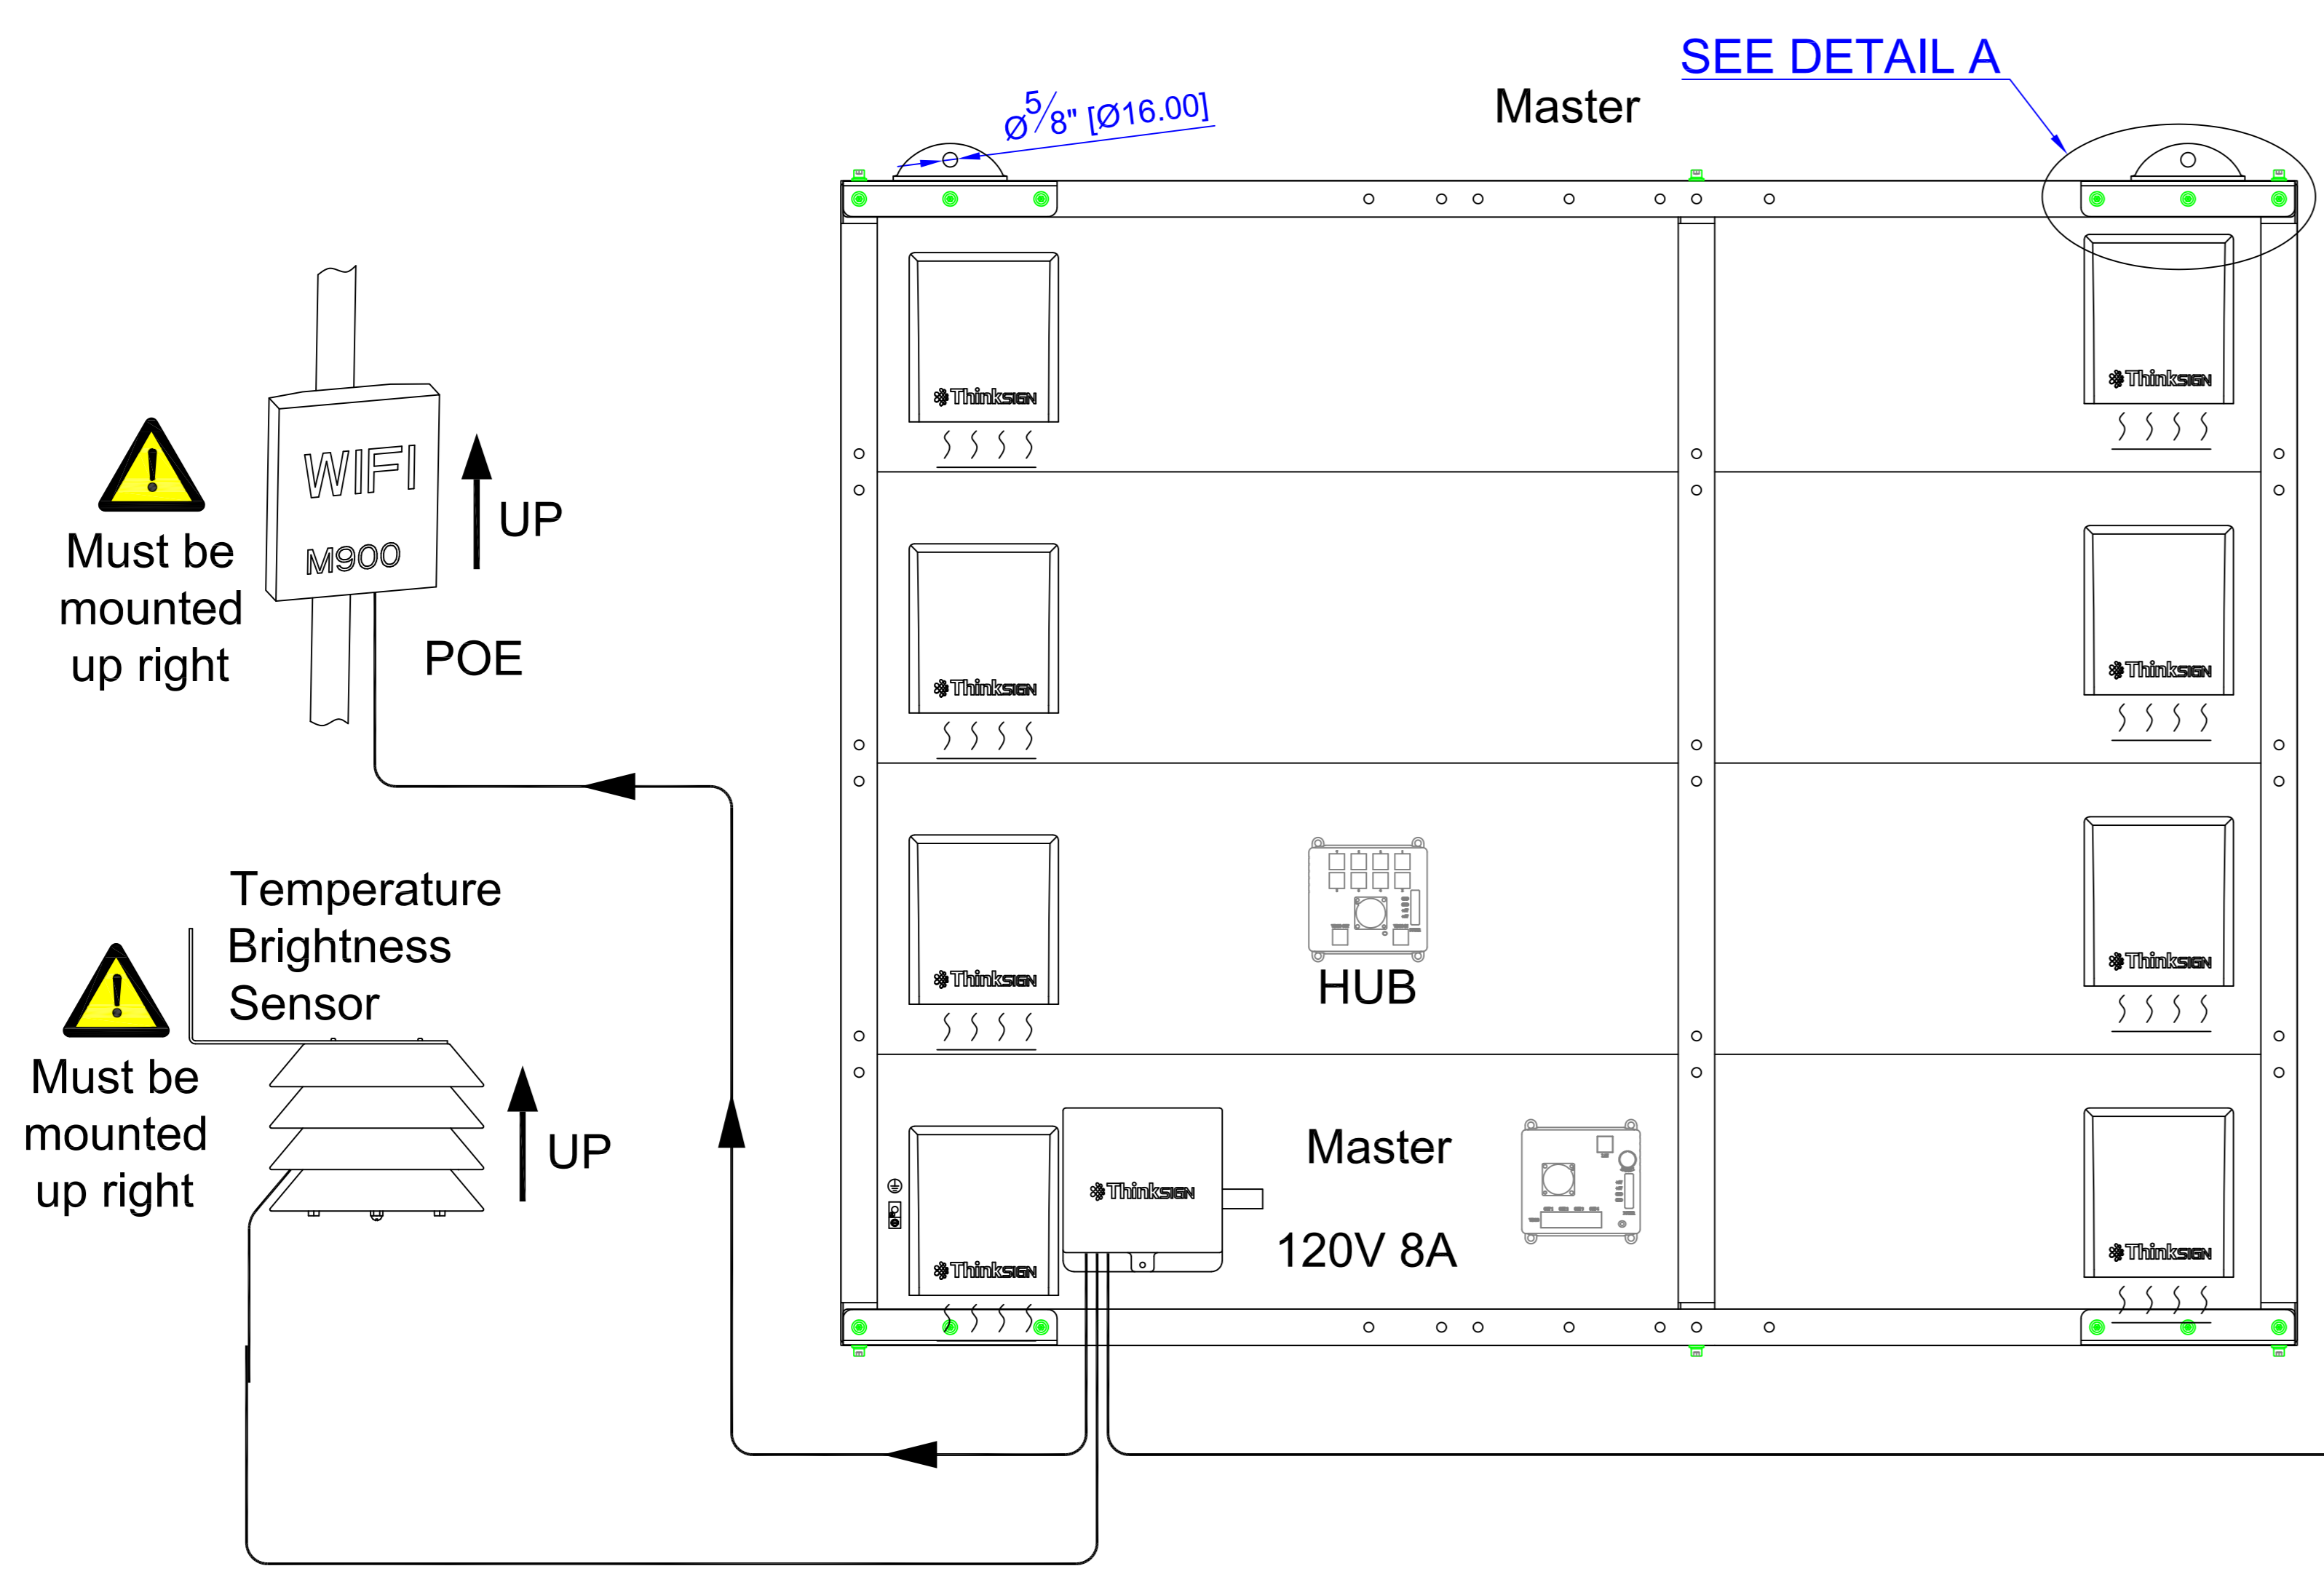 SEE DETAIL A
Master
Ø5/8" [Ø16.00]
ThinkSIGN
ThinkSIGN
WIFI
M900
UP
Must be
mounted
up right
POE
ThinkSIGN
ThinkSIGN
Temperature
Brightness
Sensor
Must be
mounted
up right
UP
ThinkSIGN
HUB
ThinkSIGN
Master
120V 8A
ThinkSIGN
ThinkSIGN
ThinkSIGN